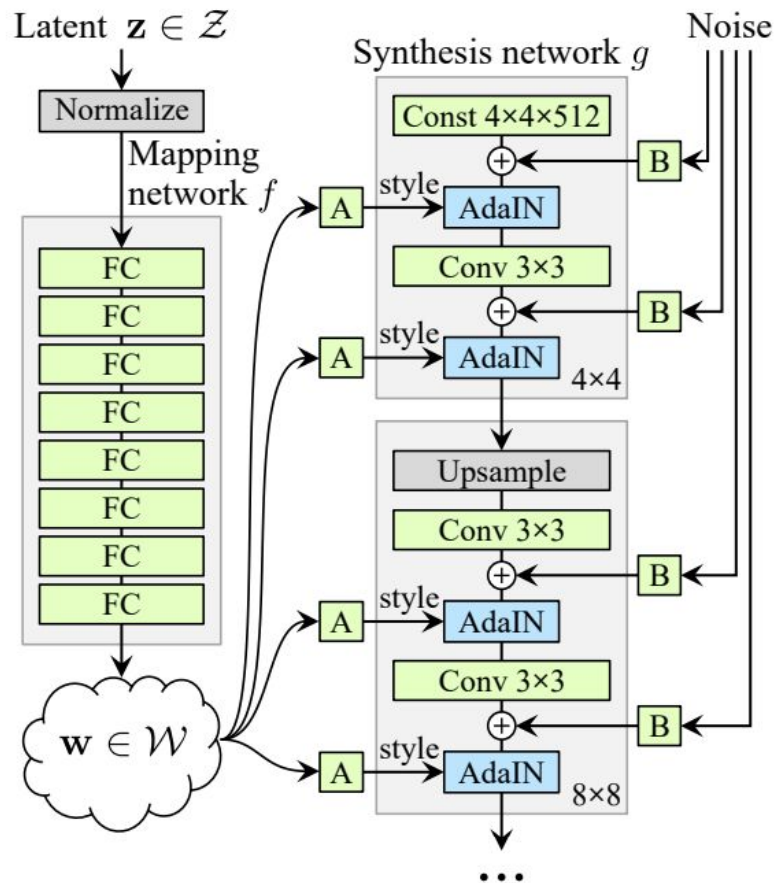 Latent z ∈ 𝒵
Normalize
Mapping
network f
FC
FC
FC
FC
FC
FC
FC
FC
w ∈ 𝒲
Noise
Synthesis network g
Const 4×4×512
+
B
A
style
AdaIN
Conv 3×3
+
B
A
style
AdaIN
4×4
Upsample
Conv 3×3
+
B
A
style
AdaIN
Conv 3×3
+
B
A
style
AdaIN
8×8
...